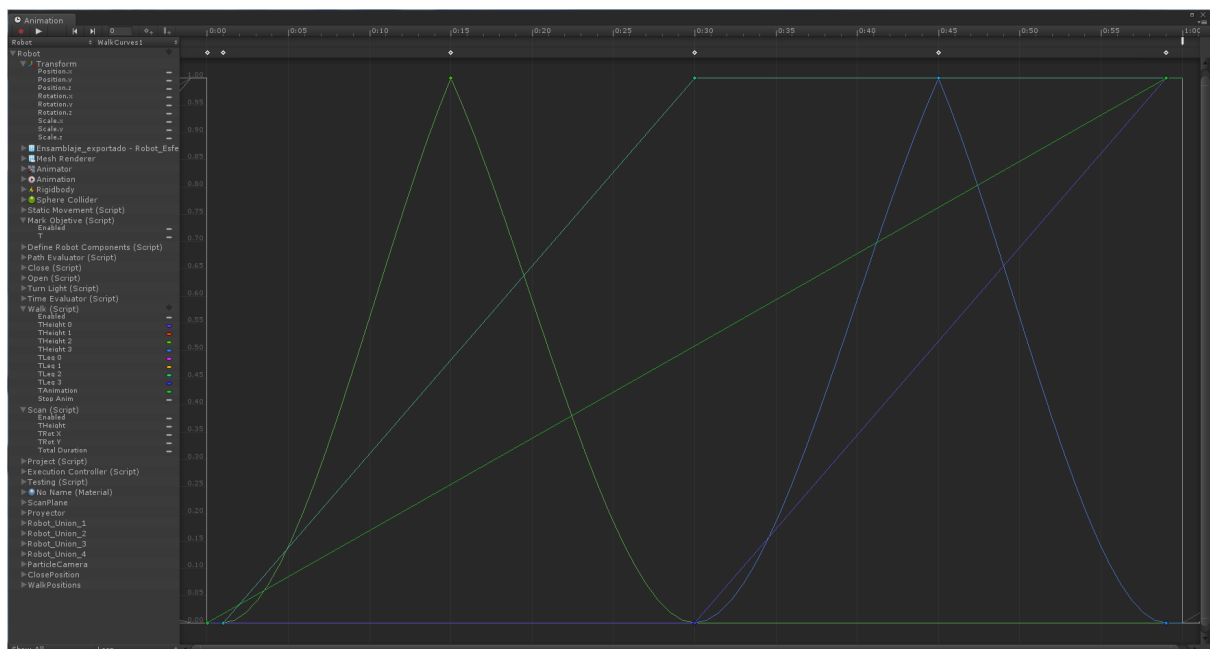 Animation
0
0:00 0:05 0:10 0:15 0:20 0:25 0:30 0:35 0:40 0:45 0:50 0:55 1:00
Robot WalkCurves1
Robot
Transform
Position.x
Position.y
Position.z
Rotation.x
Rotation.y
Rotation.z
Scale.x
Scale.y
Scale.z
Ensamblaje_exportado - Robot_Esfe
Mesh Renderer
Animator
Animation
Rigidbody
Sphere Collider
Static Movement (Script)
Mark Objetive (Script)
Enabled
T
Define Robot Components (Script)
Path Evaluator (Script)
Close (Script)
Open (Script)
Turn Light (Script)
Time Evaluator (Script)
Walk (Script)
Enabled
THeight 0
THeight 1
THeight 2
THeight 3
TLeg 0
TLeg 1
TLeg 2
TLeg 3
TAnimation
Stop Anim
Scan (Script)
Enabled
THeight
TRot X
TRot Y
Total Duration
Project (Script)
Execution Controller (Script)
Testing (Script)
No Name (Material)
ScanPlane
Proyector
Robot_Union_1
Robot_Union_2
Robot_Union_3
Robot_Union_4
ParticleCamera
ClosePosition
WalkPositions
1.00
0.95
0.90
0.85
0.80
0.75
0.70
0.65
0.60
0.55
0.50
0.45
0.40
0.35
0.30
0.25
0.20
0.15
0.10
0.05
0.00